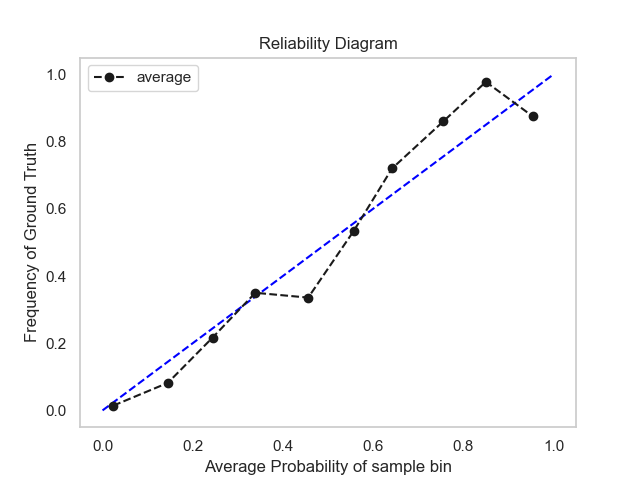 Reliability Diagram
average
Frequency of Ground Truth
1.0
0.8
0.6
0.4
0.2
0.0
0.0 0.2 0.4 0.6 0.8 1.0
Average Probability of sample bin